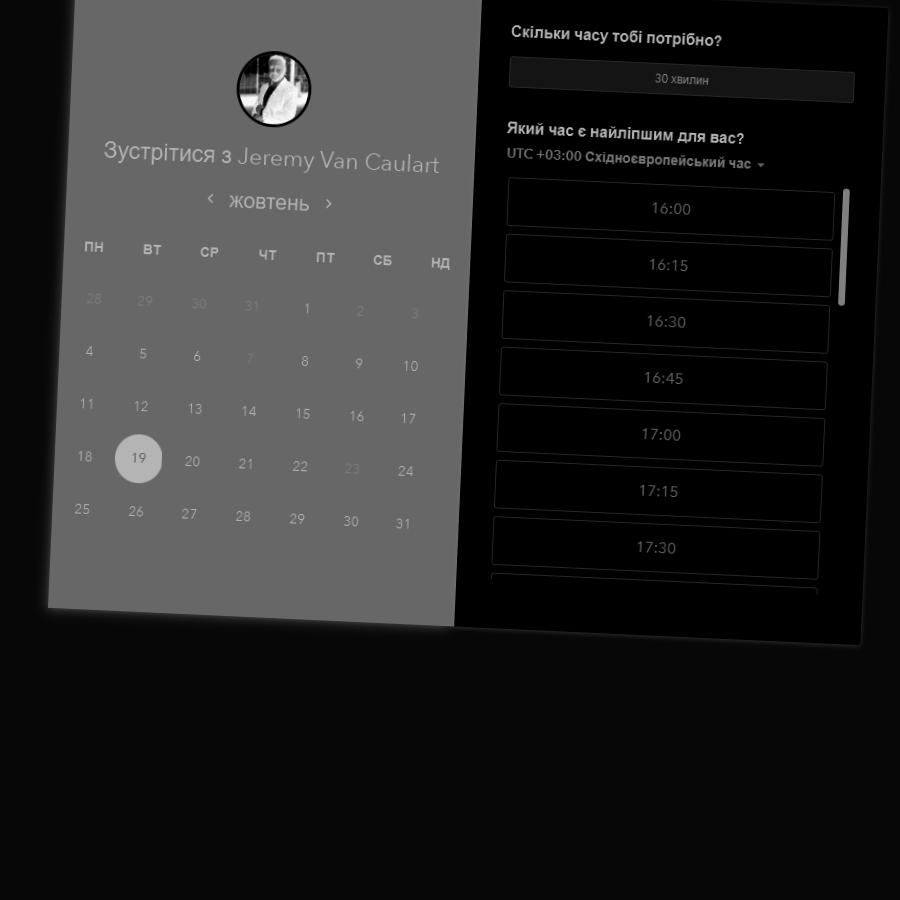 Зустрітися з Jeremy Van Caulart
‹ жовтень ›
ПН ВТ СР ЧТ ПТ СБ НД
28 29 30 31 1 2 3
4 5 6 7 8 9 10
11 12 13 14 15 16 17
18 19 20 21 22 23 24
25 26 27 28 29 30 31
Скільки часу тобі потрібно?
30 хвилин
Який час є найліпшим для вас?
UTC +03:00 Східноєвропейський час
16:00
16:15
16:30
16:45
17:00
17:15
17:30